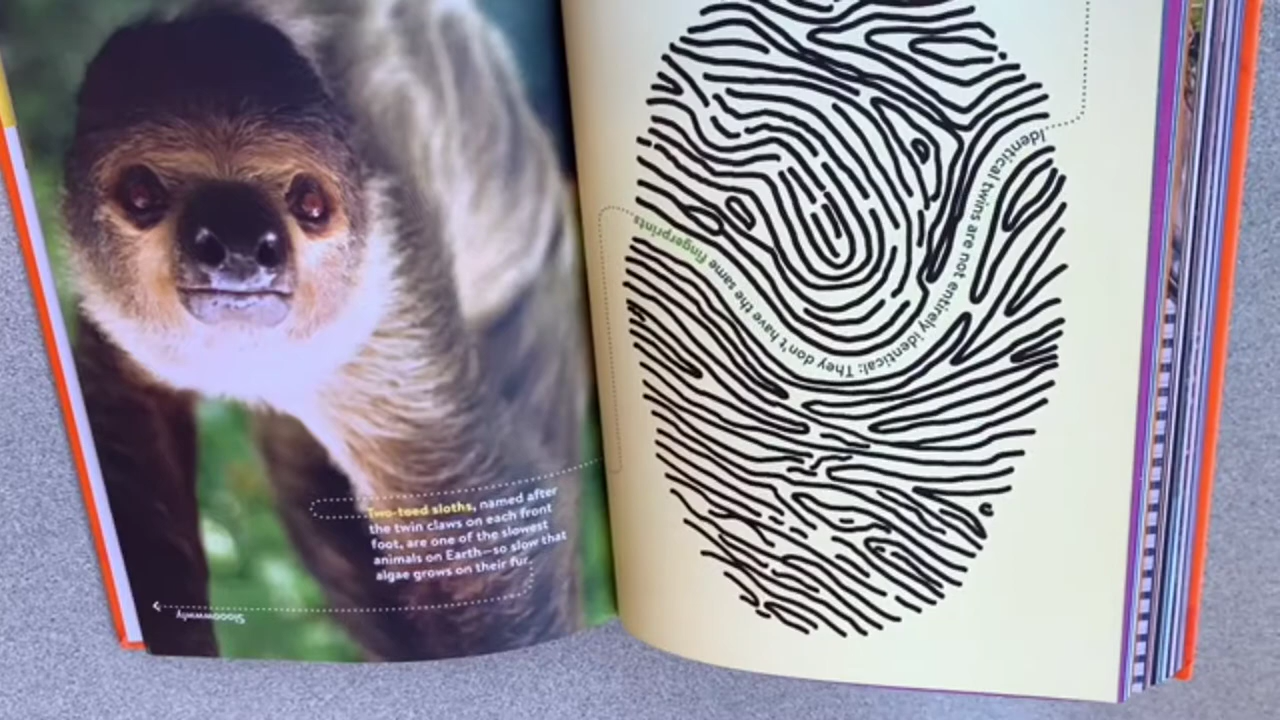 Two-toed sloths, named after
the twin claws on each front
foot, are one of the slowest
animals on Earth—so slow that
algae grows on their fur.
Slooowwwly
Identical twins are not entirely identical: They don't have the same fingerprints.